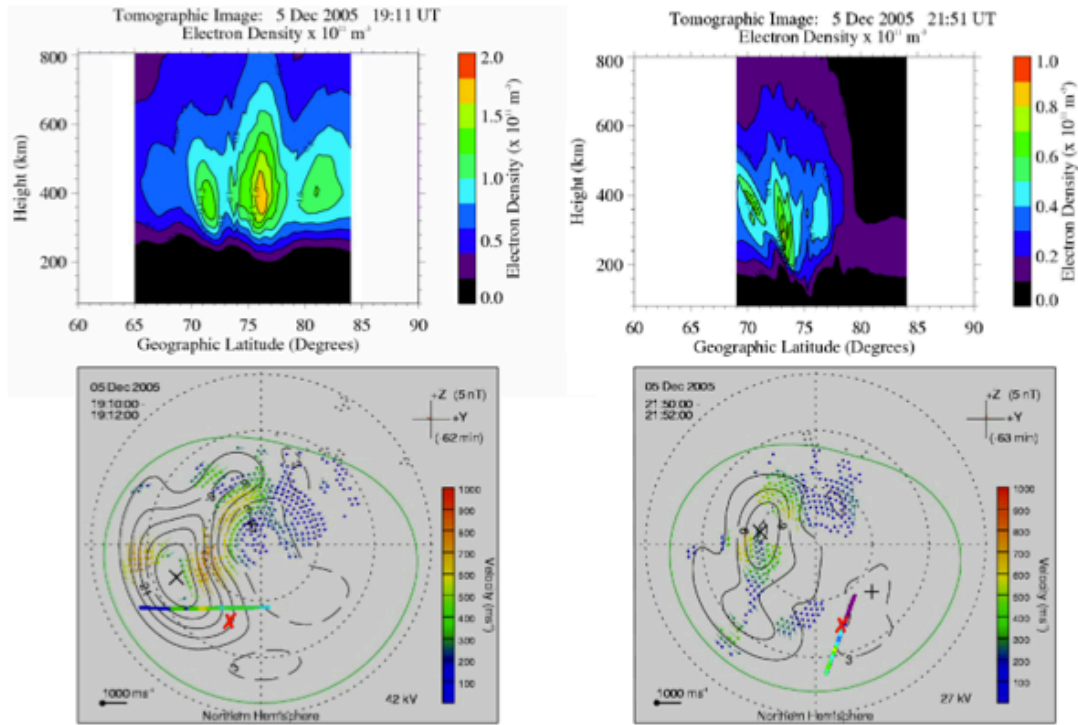 Tomographic Image: 5 Dec 2005 19:11 UT
Electron Density x 10¹¹ m⁻³
800
600
400
200
Height (km)
60 65 70 75 80 85 90
Geographic Latitude (Degrees)
2.0
1.5
1.0
0.5
0.0
Electron Density (x 10¹¹ m⁻³)
Tomographic Image: 5 Dec 2005 21:51 UT
Electron Density x 10¹¹ m⁻³
800
600
400
200
Height (km)
60 65 70 75 80 85 90
Geographic Latitude (Degrees)
1.0
0.8
0.6
0.4
0.2
0.0
Electron Density (x 10¹¹ m⁻³)
05 Dec 2005
19:10:00 -
19:12:00
+Z (5 nT)
+Y
(-62 min)
1000
900
800
700
600
500
400
300
200
100
Velocity (ms⁻¹)
1000 ms⁻¹
42 kV
Northern Hemisphere
05 Dec 2005
21:50:00 -
21:52:00
+Z (5 nT)
+Y
(-63 min)
3
1000
900
800
700
600
500
400
300
200
100
Velocity (ms⁻¹)
1000 ms⁻¹
27 kV
Northern Hemisphere